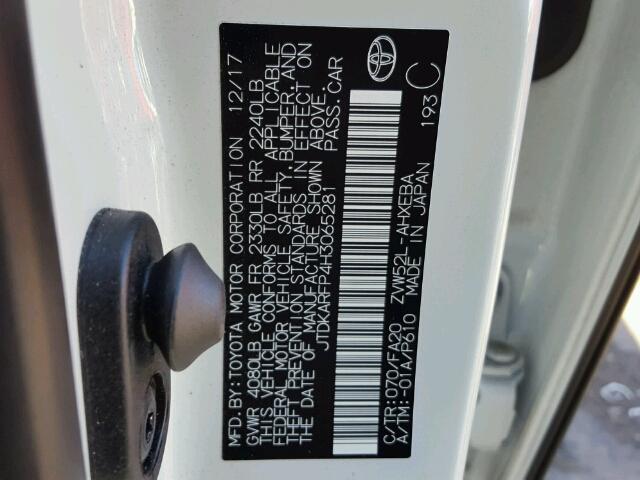 MFD.BY:TOYOTA MOTOR CORPORATION 12/17
GVWR 4080LB GAWR FR 2330LB RR 2240LB
THIS VEHICLE CONFORMS TO ALL APPLICABLE
FEDERAL MOTOR VEHICLE SAFETY, BUMPER, AND
THEFT PREVENTION STANDARDS IN EFFECT ON
THE DATE OF MANUFACTURE SHOWN ABOVE.
JTDKARFP4H3065281 PASS.CAR
C/TR:070/FA20 ZVW52L-AHXEBA
A/TM:-01A/P610 MADE IN JAPAN 193 C